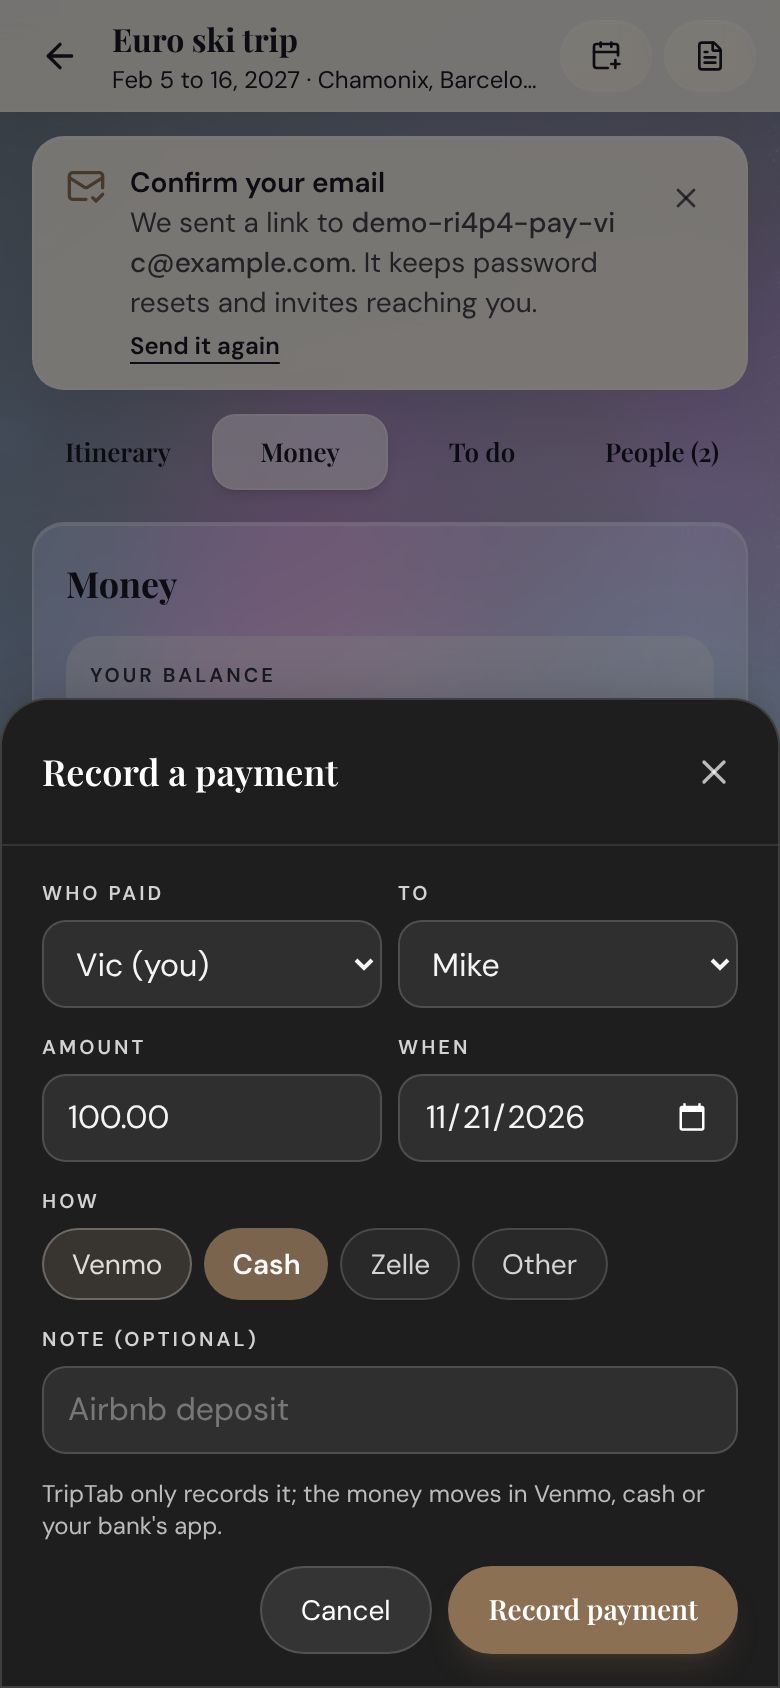 Euro ski trip
Feb 5 to 16, 2027 · Chamonix, Barcelo...
Confirm your email
We sent a link to demo-ri4p4-pay-vi
c@example.com. It keeps password
resets and invites reaching you.
Send it again
Itinerary Money To do People (2)
Money
YOUR BALANCE
Record a payment
WHO PAID TO
Vic (you) Mike
AMOUNT WHEN
100.00 11/21/2026
HOW
Venmo Cash Zelle Other
NOTE (OPTIONAL)
Airbnb deposit
TripTab only records it; the money moves in Venmo, cash or
your bank's app.
Cancel Record payment